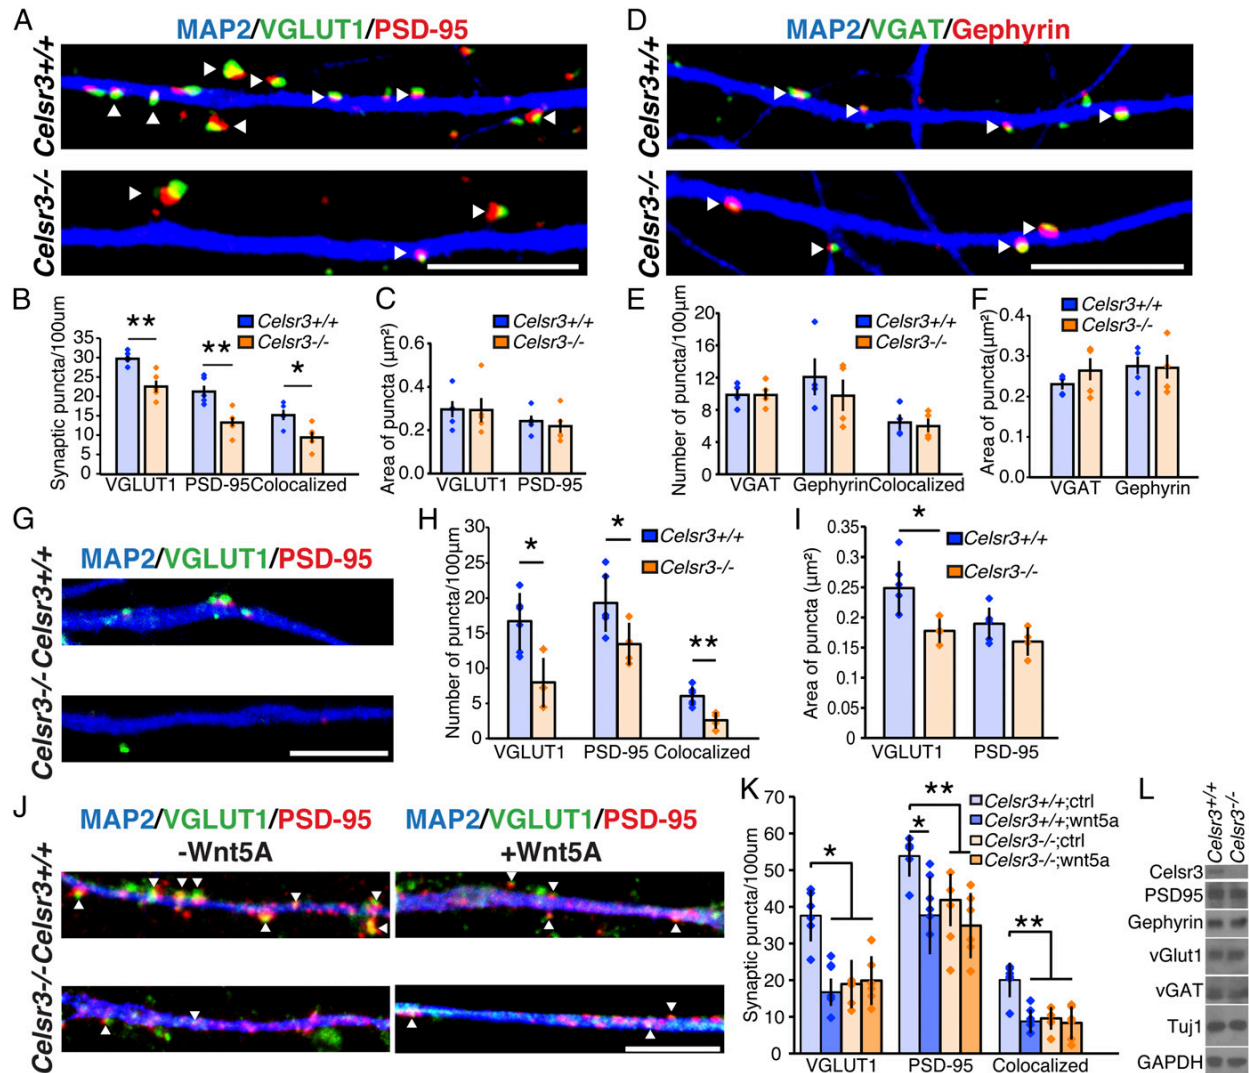 A
MAP2/VGLUT1/PSD-95
Celsr3+/+
Celsr3-/-
D
MAP2/VGAT/Gephyrin
Celsr3+/+
Celsr3-/-
B
Synaptic puncta/100um
35
30
25
20
15
10
5
0
**
**
*
Celsr3+/+
Celsr3-/-
VGLUT1 PSD-95 Colocalized
C
Area of puncta (µm²)
0.6
0.4
0.2
0.0
Celsr3+/+
Celsr3-/-
VGLUT1 PSD-95
E
Number of puncta/100µm
20
16
12
8
4
0
Celsr3+/+
Celsr3-/-
VGAT Gephyrin Colocalized
F
Area of puncta(µm²)
0.4
0.3
0.2
0.1
0.0
Celsr3+/+
Celsr3-/-
VGAT Gephyrin
G
MAP2/VGLUT1/PSD-95
Celsr3+/+
Celsr3-/-
H
Number of puncta/100µm
30
25
20
15
10
5
0
*
*
**
Celsr3+/+
Celsr3-/-
VGLUT1 PSD-95 Colocalized
I
Area of puncta (µm²)
0.35
0.3
0.25
0.2
0.15
0.1
0.05
0
*
Celsr3+/+
Celsr3-/-
VGLUT1 PSD-95
J
MAP2/VGLUT1/PSD-95
-Wnt5A
MAP2/VGLUT1/PSD-95
+Wnt5A
Celsr3+/+
Celsr3-/-
K
Synaptic puncta/100um
70
60
50
40
30
20
10
0
*
*
**
**
Celsr3+/+;ctrl
Celsr3+/+;wnt5a
Celsr3-/-;ctrl
Celsr3-/-;wnt5a
VGLUT1 PSD-95 Colocalized
L
Celsr3+/+
Celsr3-/-
Celsr3
PSD95
Gephyrin
vGlut1
vGAT
Tuj1
GAPDH